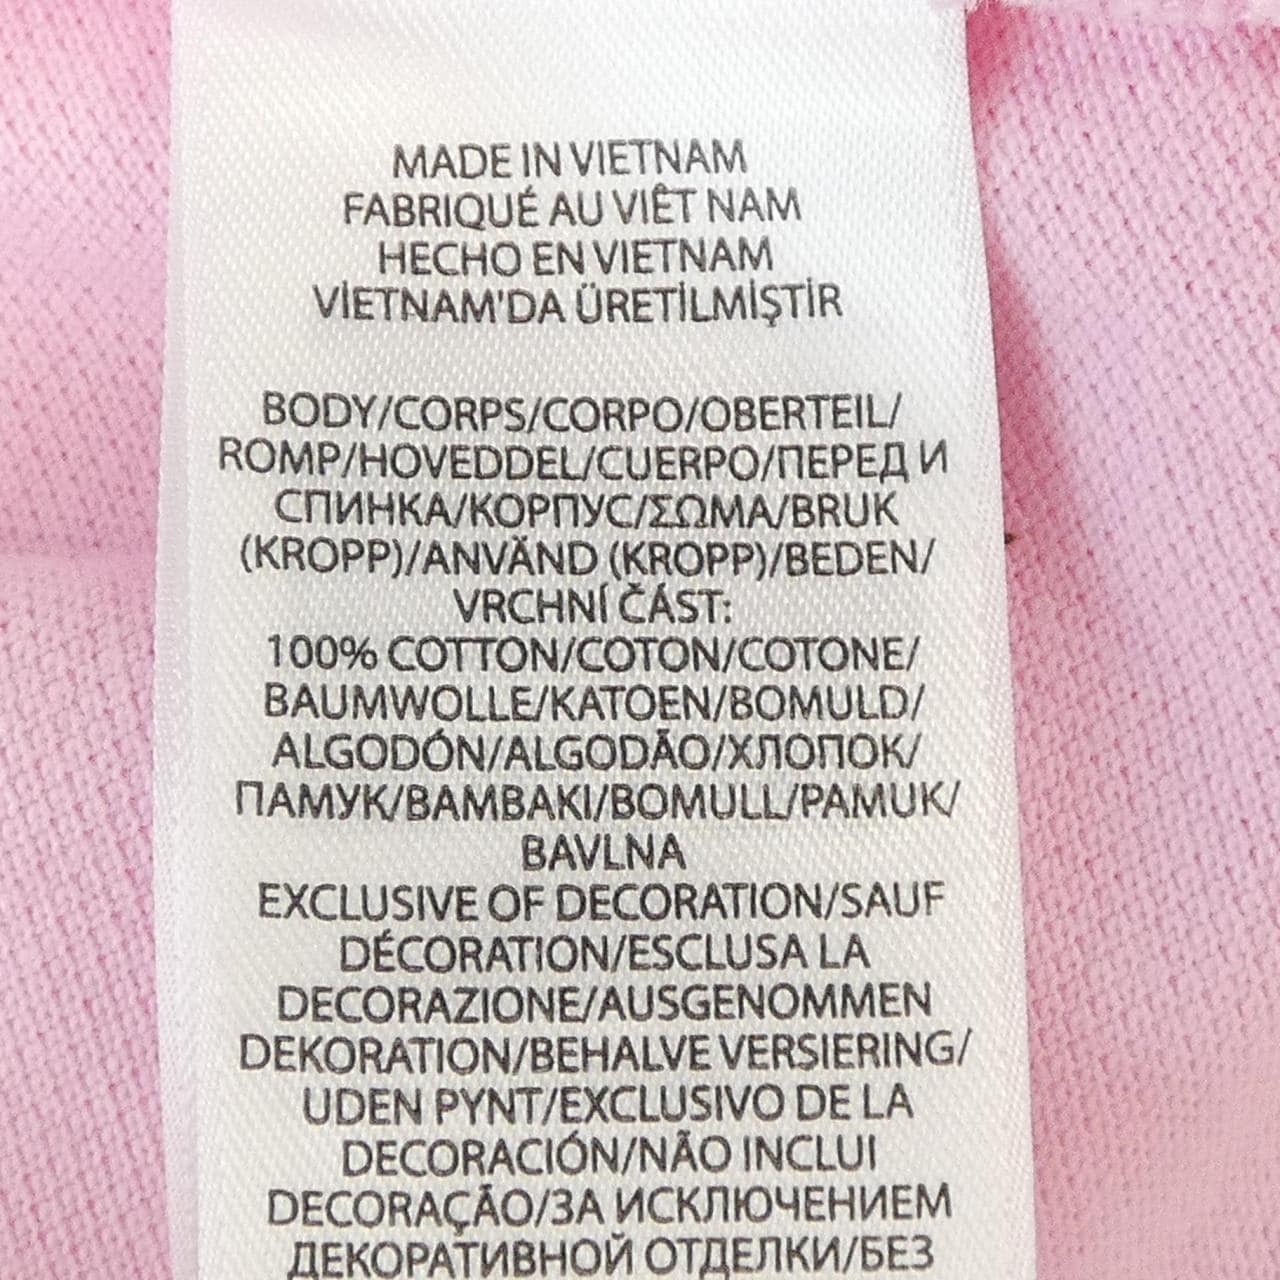 MADE IN VIETNAM
FABRIQUÉ AU VIÊT NAM
HECHO EN VIETNAM
VİETNAM'DA ÜRETİLMİŞTİR
BODY/CORPS/CORPO/OBERTEIL/
ROMP/HOVEDDEL/CUERPO/ПЕРЕД И
СПИНКА/КОРПУС/ΣΩΜΑ/BRUK
(KROPP)/ANVÄND (KROPP)/BEDEN/
VRCHNÍ ČÁST:
100% COTTON/COTON/COTONE/
BAUMWOLLE/KATOEN/BOMULD/
ALGODÓN/ALGODÃO/ХЛОПОК/
ПАМУК/ΒΑΜΒΑΚΙ/BOMULL/PAMUK/
BAVLNA
EXCLUSIVE OF DECORATION/SAUF
DÉCORATION/ESCLUSA LA
DECORAZIONE/AUSGENOMMEN
DEKORATION/BEHALVE VERSIERING/
UDEN PYNT/EXCLUSIVO DE LA
DECORACIÓN/NÃO INCLUI
DECORAÇÃO/ЗА ИСКЛЮЧЕНИЕМ
ДЕКОРАТИВНОЙ ОТДЕЛКИ/БЕЗ